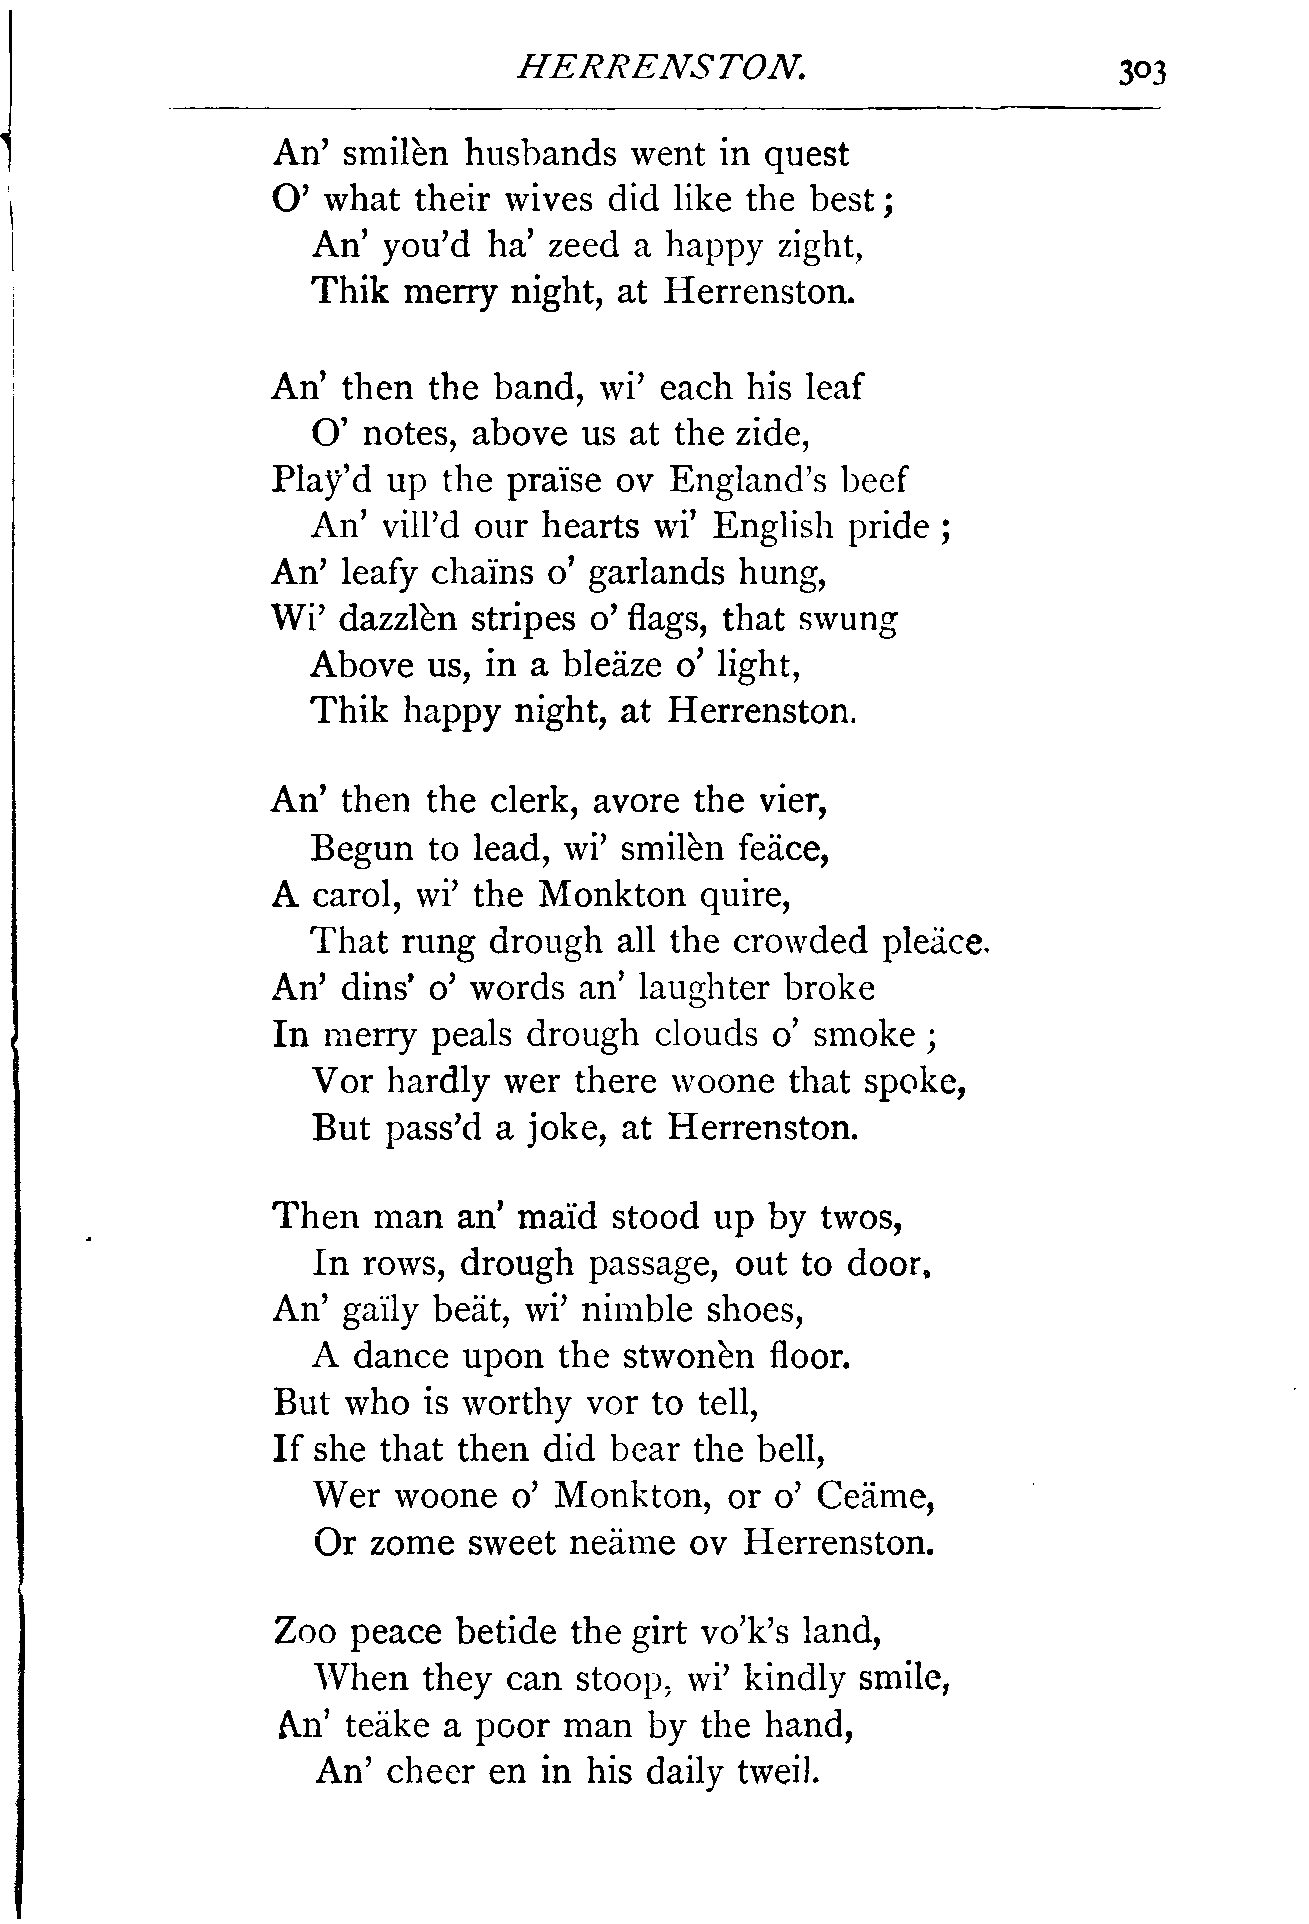 HERRENSTON. 303
An' smilèn husbands went in quest
O' what their wives did like the best;
An' you'd ha' zeed a happy zight,
Thik merry night, at Herrenston.
An' then the band, wi' each his leaf
O' notes, above us at the zide,
Plaÿ'd up the praïse ov England's beef
An' vill'd our hearts wi' English pride;
An' leafy chaïns o' garlands hung,
Wi' dazzlèn stripes o' flags, that swung
Above us, in a bleäze o' light,
Thik happy night, at Herrenston.
An' then the clerk, avore the vier,
Begun to lead, wi' smilèn feäce,
A carol, wi' the Monkton quire,
That rung drough all the crowded pleäce.
An' dins' o' words an' laughter broke
In merry peals drough clouds o' smoke;
Vor hardly wer there woone that spoke,
But pass'd a joke, at Herrenston.
Then man an' maïd stood up by twos,
In rows, drough passage, out to door,
An' gaïly beät, wi' nimble shoes,
A dance upon the stwonèn floor.
But who is worthy vor to tell,
If she that then did bear the bell,
Wer woone o' Monkton, or o' Ceäme,
Or zome sweet neäme ov Herrenston.
Zoo peace betide the girt vo'k's land,
When they can stoop, wi' kindly smile,
An' teäke a poor man by the hand,
An' cheer en in his daily tweil.